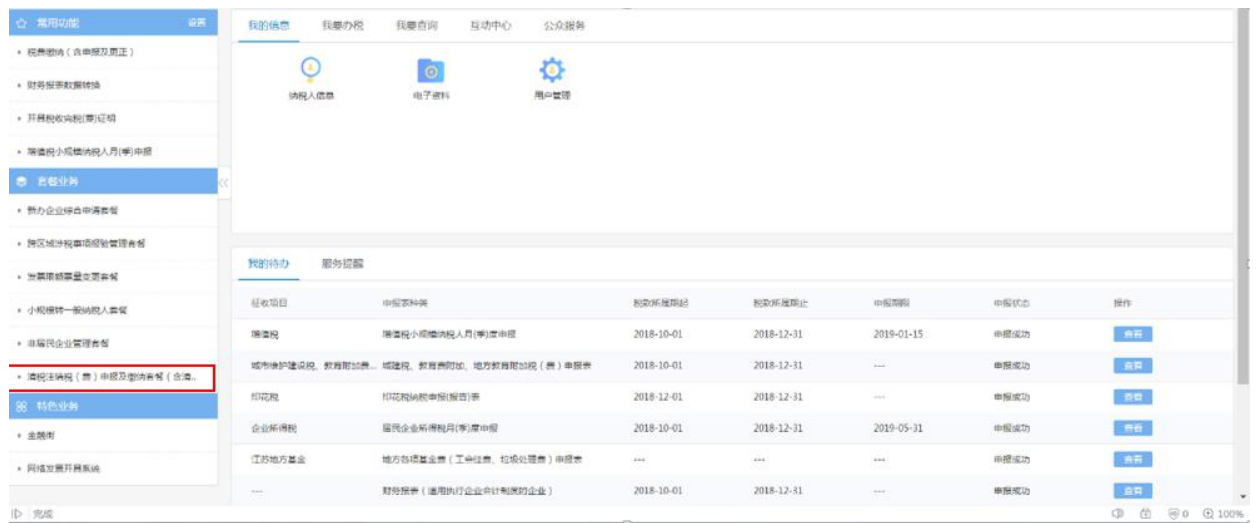 常用功能 设置
税费缴纳（含申报及更正）
财务报表数据转换
开具税收完税(费)证明
增值税小规模纳税人月(季)申报
套餐业务
新办企业综合申请套餐
跨区域涉税事项报验管理套餐
发票限额票量变更套餐
小规模转一般纳税人套餐
非居民企业管理套餐
清税注销税（费）申报及缴纳套餐（含清..
特色业务
金融街
网络发票开具系统
我的信息 我要办税 我要查询 互动中心 公众服务
纳税人信息 电子资料 用户管理
我的待办 服务提醒
征收项目 申报表种类 税款所属期起 税款所属期止 申报期限 申报状态 操作
增值税 增值税小规模纳税人月(季)度申报 2018-10-01 2018-12-31 2019-01-15 申报成功 查看
城市维护建设税、教育附加费... 城建税、教育费附加、地方教育附加税（费）申报表 2018-10-01 2018-12-31 --- 申报成功 查看
印花税 印花税纳税申报(报告)表 2018-12-01 2018-12-31 --- 申报成功 查看
企业所得税 居民企业所得税月(季)度申报 2018-10-01 2018-12-31 2019-05-31 申报成功 查看
江苏地方基金 地方各项基金费（工会经费、垃圾处理费）申报表 --- --- --- 申报成功 查看
--- 财务报表（适用执行企业会计制度的企业） 2018-10-01 2018-12-31 --- 申报成功 查看
完成 0 100%